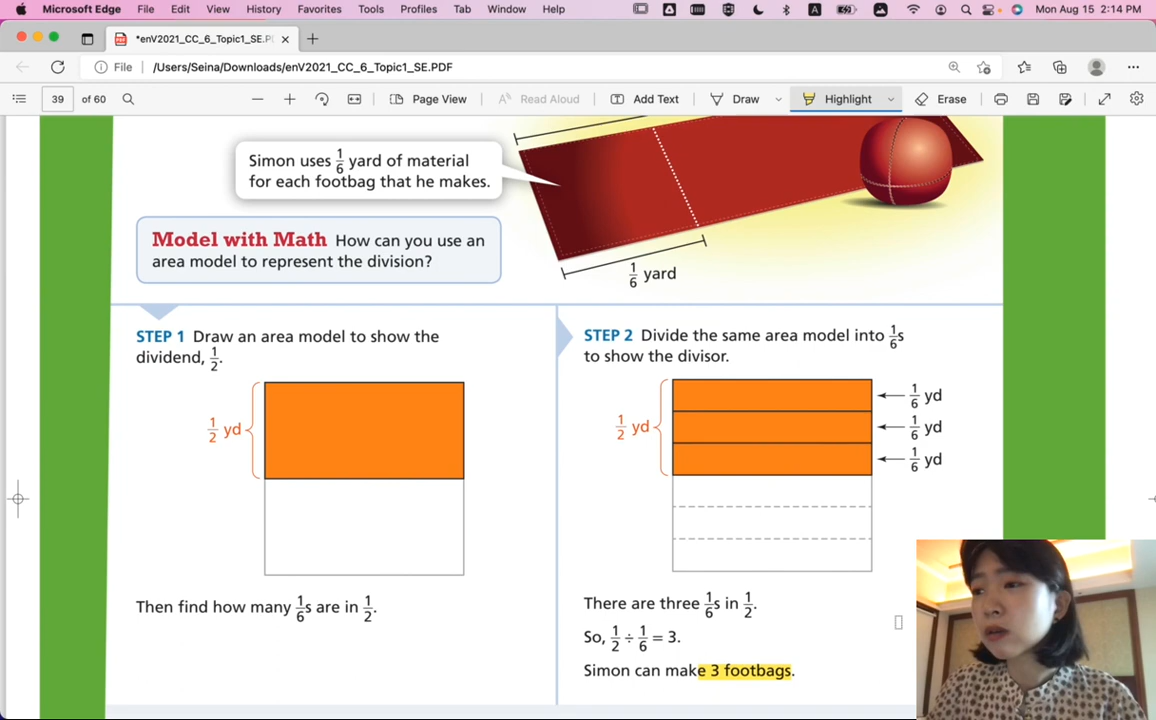 Microsoft Edge File Edit View History Favorites Tools Profiles Tab Window Help Mon Aug 15 2:14 PM
*enV2021_CC_6_Topic1_SE.P
File /Users/Seina/Downloads/enV2021_CC_6_Topic1_SE.PDF
39 of 60 Page View Read Aloud Add Text Draw Highlight Erase
Simon uses 1/6 yard of material
for each footbag that he makes.
Model with Math How can you use an
area model to represent the division?
1/6 yard
STEP 1 Draw an area model to show the
dividend, 1/2.
1/2 yd
Then find how many 1/6s are in 1/2.
STEP 2 Divide the same area model into 1/6s
to show the divisor.
1/2 yd
1/6 yd
1/6 yd
1/6 yd
There are three 1/6s in 1/2.
So, 1/2 ÷ 1/6 = 3.
Simon can make 3 footbags.